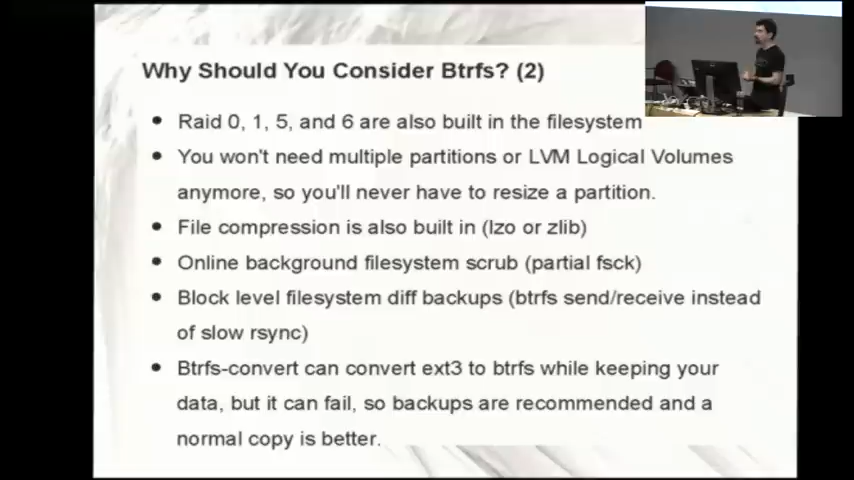 Why Should You Consider Btrfs? (2)
• Raid 0, 1, 5, and 6 are also built in the filesystem
• You won't need multiple partitions or LVM Logical Volumes
anymore, so you'll never have to resize a partition.
• File compression is also built in (lzo or zlib)
• Online background filesystem scrub (partial fsck)
• Block level filesystem diff backups (btrfs send/receive instead
of slow rsync)
• Btrfs-convert can convert ext3 to btrfs while keeping your
data, but it can fail, so backups are recommended and a
normal copy is better.